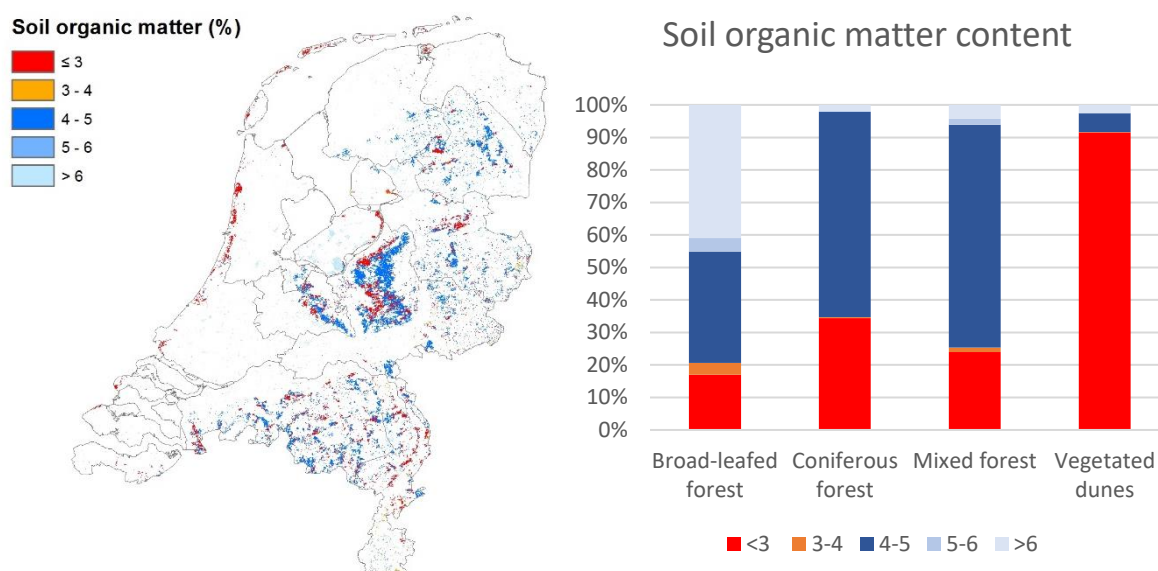 Soil organic matter (%)
≤ 3
3 - 4
4 - 5
5 - 6
> 6
Soil organic matter content
100%
90%
80%
70%
60%
50%
40%
30%
20%
10%
0%
Broad-leafed
forest
Coniferous
forest
Mixed forest
Vegetated
dunes
<3 3-4 4-5 5-6 >6